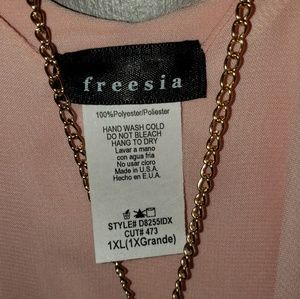 freesia
100%Polyester/Poliester
HAND WASH COLD
DO NOT BLEACH
HANG TO DRY
Lavar a mano
con agua fria
No usar cloro
Made in U.S.A.
Hecho en E.U.A.
STYLE# D8255IDX
CUT# 473
1XL(1XGrande)